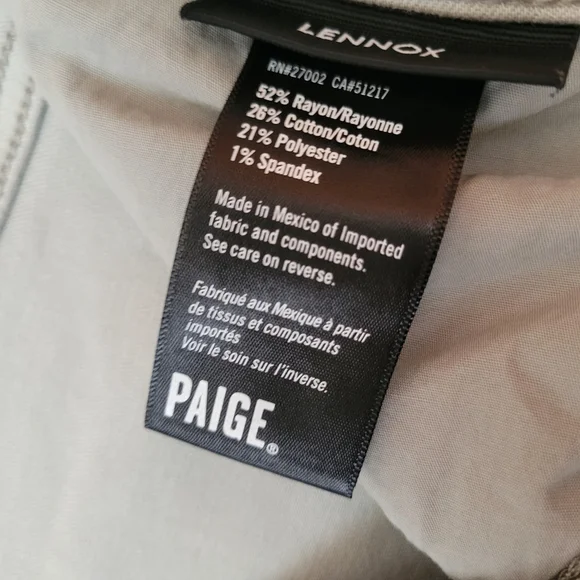 LENNOX
RN#27002 CA#51217
52% Rayon/Rayonne
26% Cotton/Coton
21% Polyester
1% Spandex
Made in Mexico of Imported
fabric and components.
See care on reverse.
Fabriqué aux Mexique à partir
de tissus et composants
importés
Voir le soin sur l'inverse.
PAIGE®